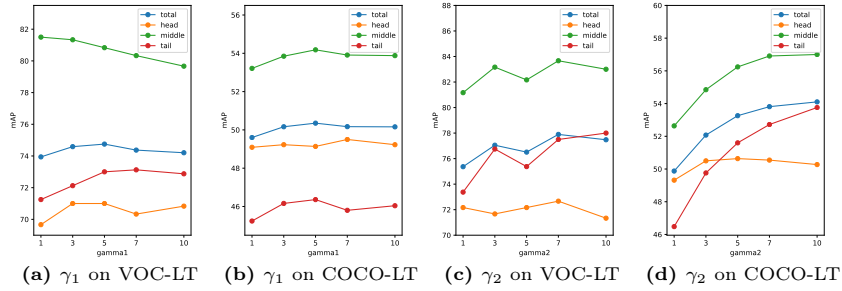 total
head
middle
tail
mAP
82
80
78
76
74
72
70
1 3 5 7 10
gamma1
(a) γ1 on VOC-LT
total
head
middle
tail
mAP
56
54
52
50
48
46
1 3 5 7 10
gamma1
(b) γ1 on COCO-LT
total
head
middle
tail
mAP
88
86
84
82
80
78
76
74
72
70
1 3 5 7 10
gamma2
(c) γ2 on VOC-LT
total
head
middle
tail
mAP
60
58
56
54
52
50
48
46
1 3 5 7 10
gamma2
(d) γ2 on COCO-LT